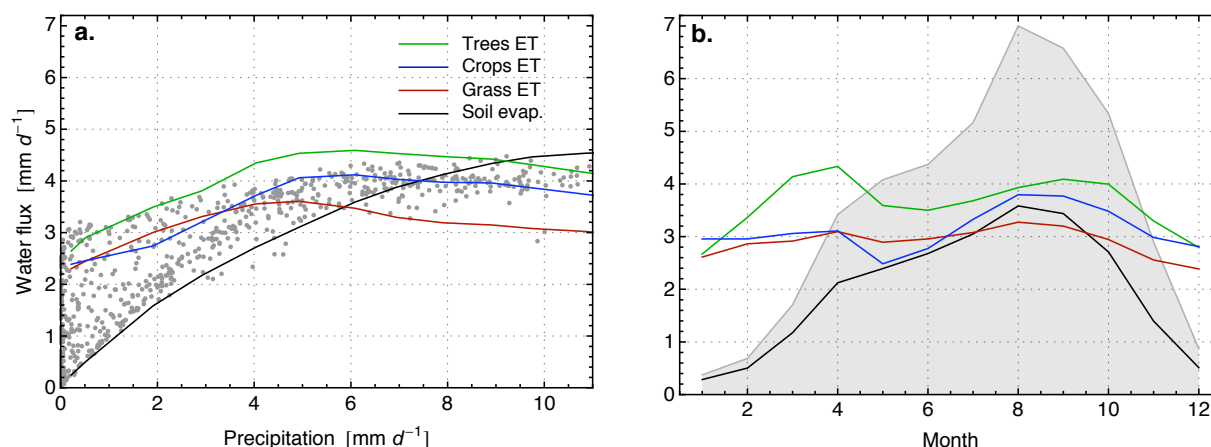 a.
Trees ET
Crops ET
Grass ET
Soil evap.
Water flux [mm d⁻¹]
7
6
5
4
3
2
1
0
0 2 4 6 8 10
Precipitation [mm d⁻¹]
b.
7
6
5
4
3
2
1
0
2 4 6 8 10 12
Month